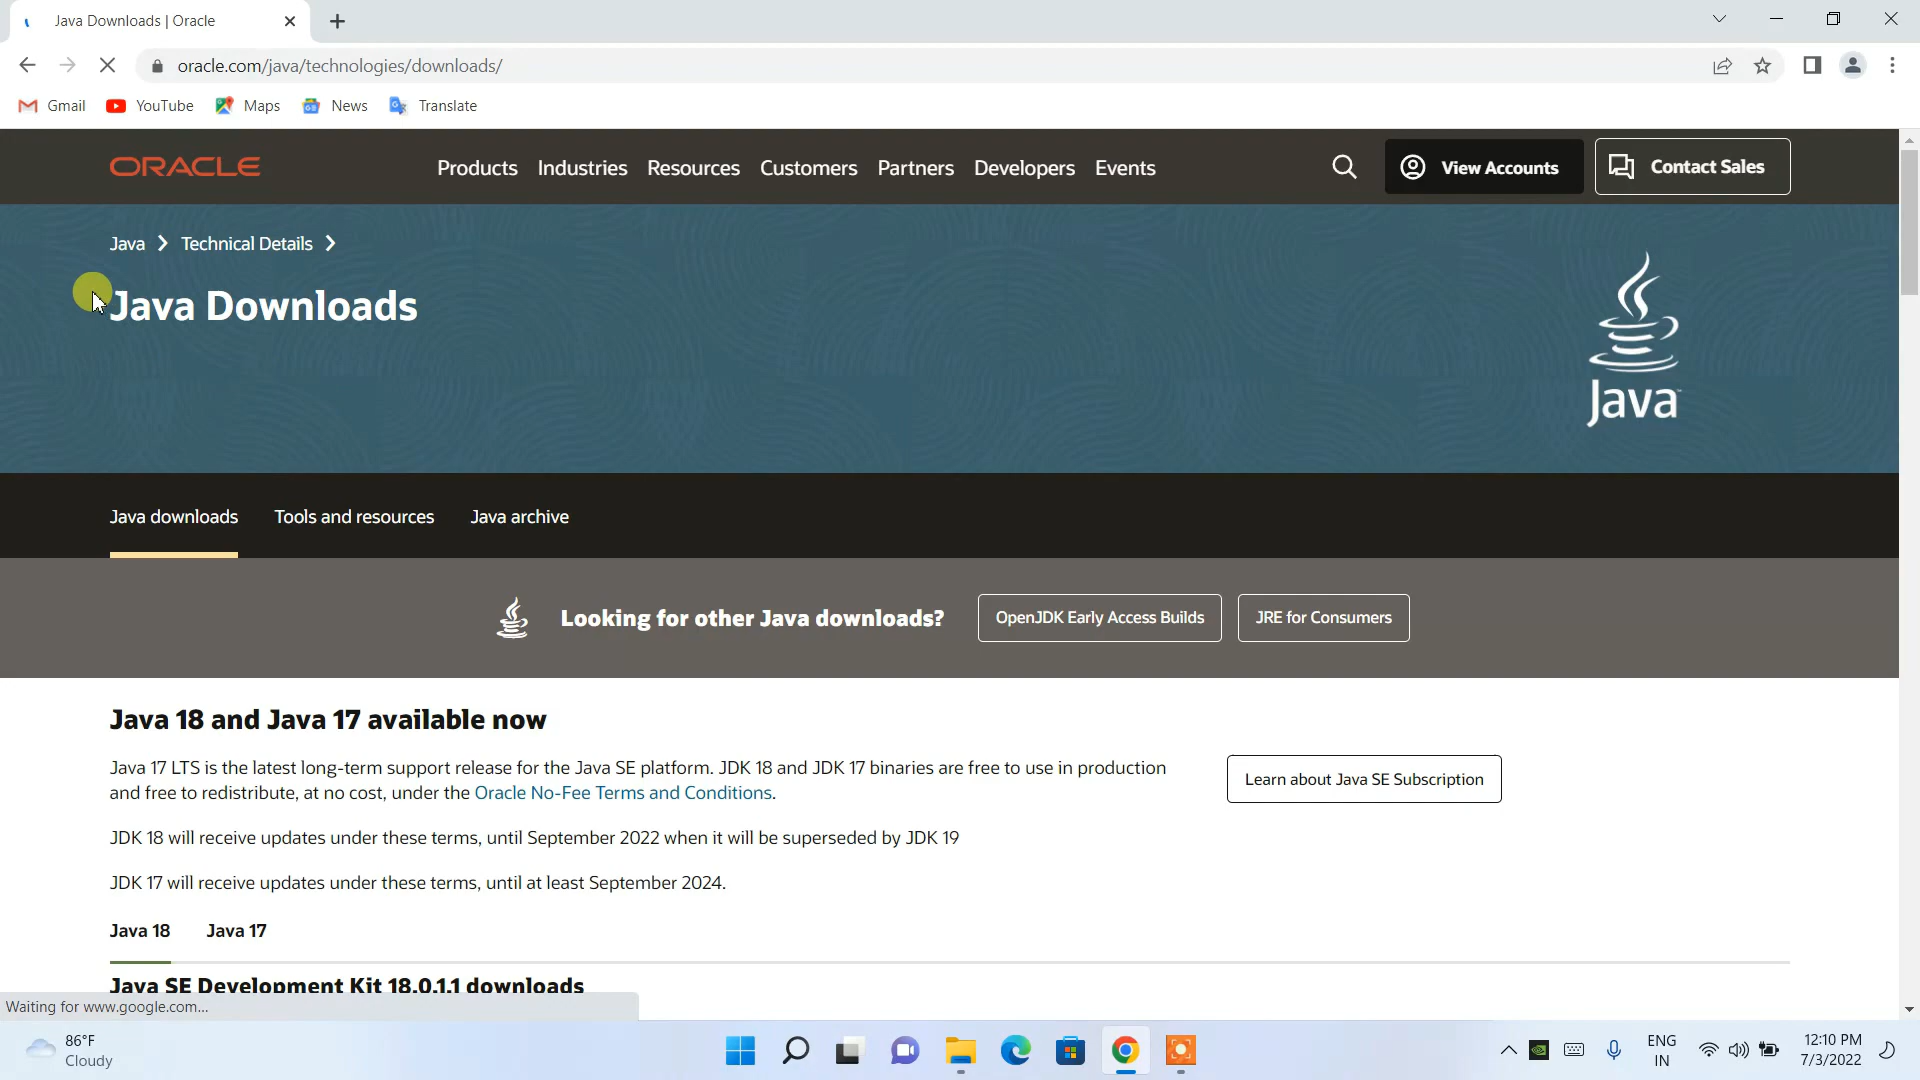 Java Downloads | Oracle
oracle.com/java/technologies/downloads/
Gmail YouTube Maps News Translate
ORACLE Products Industries Resources Customers Partners Developers Events View Accounts Contact Sales
Java Technical Details
Java Downloads
Java
Java downloads Tools and resources Java archive
Looking for other Java downloads? OpenJDK Early Access Builds JRE for Consumers
Java 18 and Java 17 available now
Java 17 LTS is the latest long-term support release for the Java SE platform. JDK 18 and JDK 17 binaries are free to use in production
and free to redistribute, at no cost, under the Oracle No-Fee Terms and Conditions.
Learn about Java SE Subscription
JDK 18 will receive updates under these terms, until September 2022 when it will be superseded by JDK 19
JDK 17 will receive updates under these terms, until at least September 2024.
Java 18 Java 17
Java SE Development Kit 18.0.1.1 downloads
Waiting for www.google.com...
86°F
Cloudy
ENG
IN
12:10 PM
7/3/2022